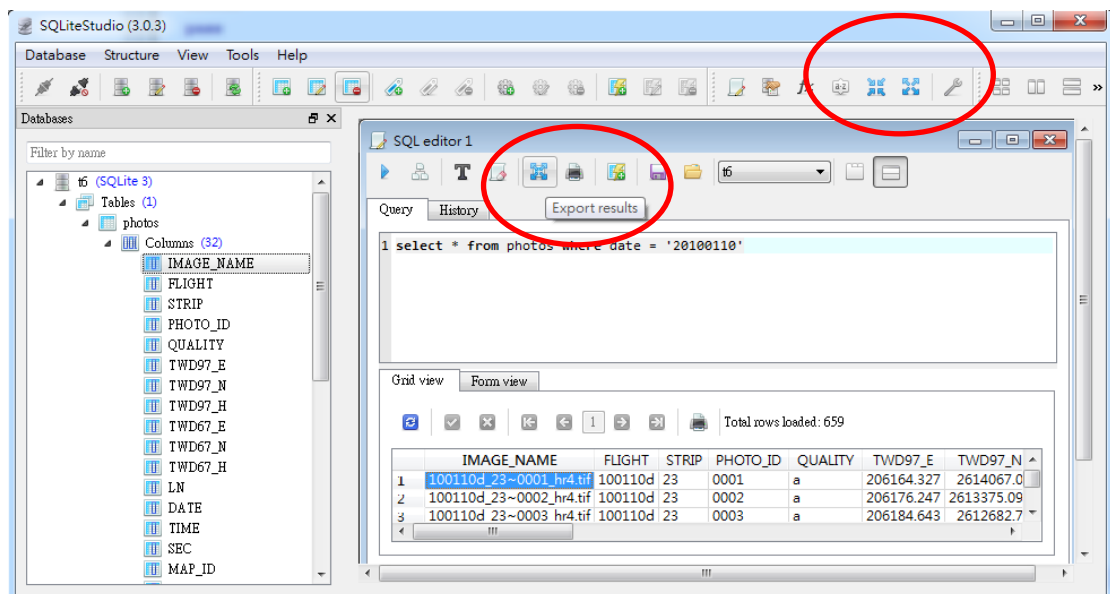 SQLiteStudio (3.0.3)
Database Structure View Tools Help
Databases
Filter by name
t6 (SQLite 3)
Tables (1)
photos
Columns (32)
IMAGE_NAME
FLIGHT
STRIP
PHOTO_ID
QUALITY
TWD97_E
TWD97_N
TWD97_H
TWD67_E
TWD67_N
TWD67_H
LN
DATE
TIME
SEC
MAP_ID
SQL editor 1
t6
Query History
Export results
1 select * from photos where date = '20100110'
Grid view Form view
1 Total rows loaded: 659
IMAGE_NAME FLIGHT STRIP PHOTO_ID QUALITY TWD97_E TWD97_N
1 100110d_23~0001_hr4.tif 100110d 23 0001 a 206164.327 2614067.0
2 100110d_23~0002_hr4.tif 100110d 23 0002 a 206176.247 2613375.09
3 100110d_23~0003_hr4.tif 100110d 23 0003 a 206184.643 2612682.7